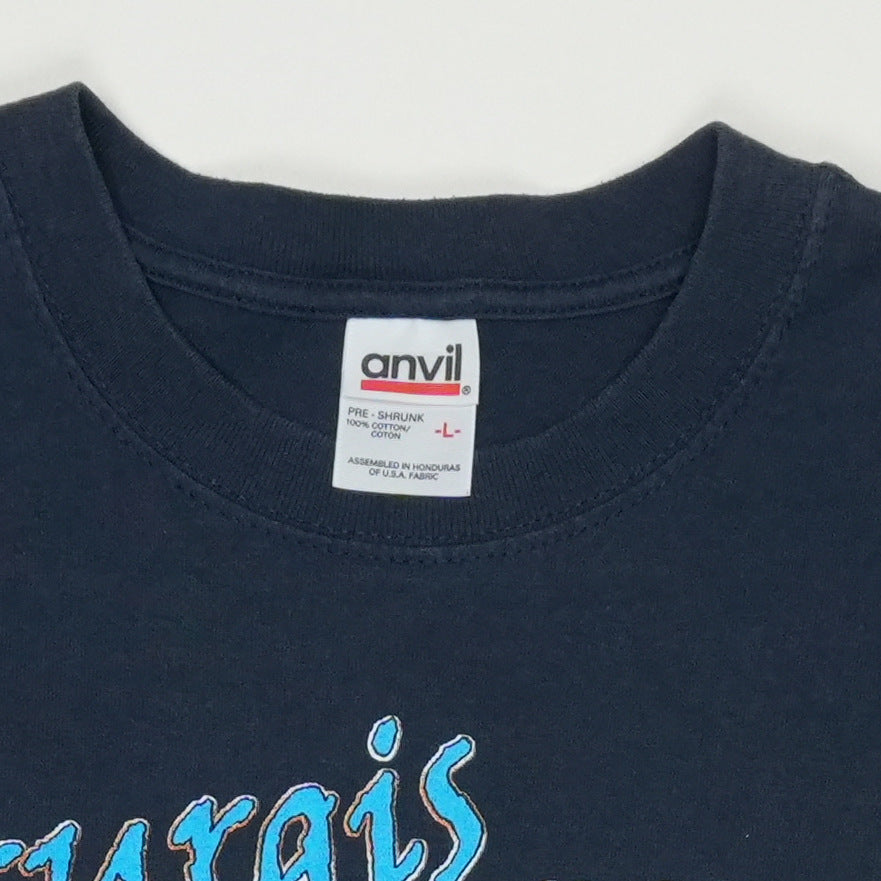 anvil®
PRE - SHRUNK
100% COTTON/
COTON
-L-
ASSEMBLED IN HONDURAS
OF U.S.A. FABRIC